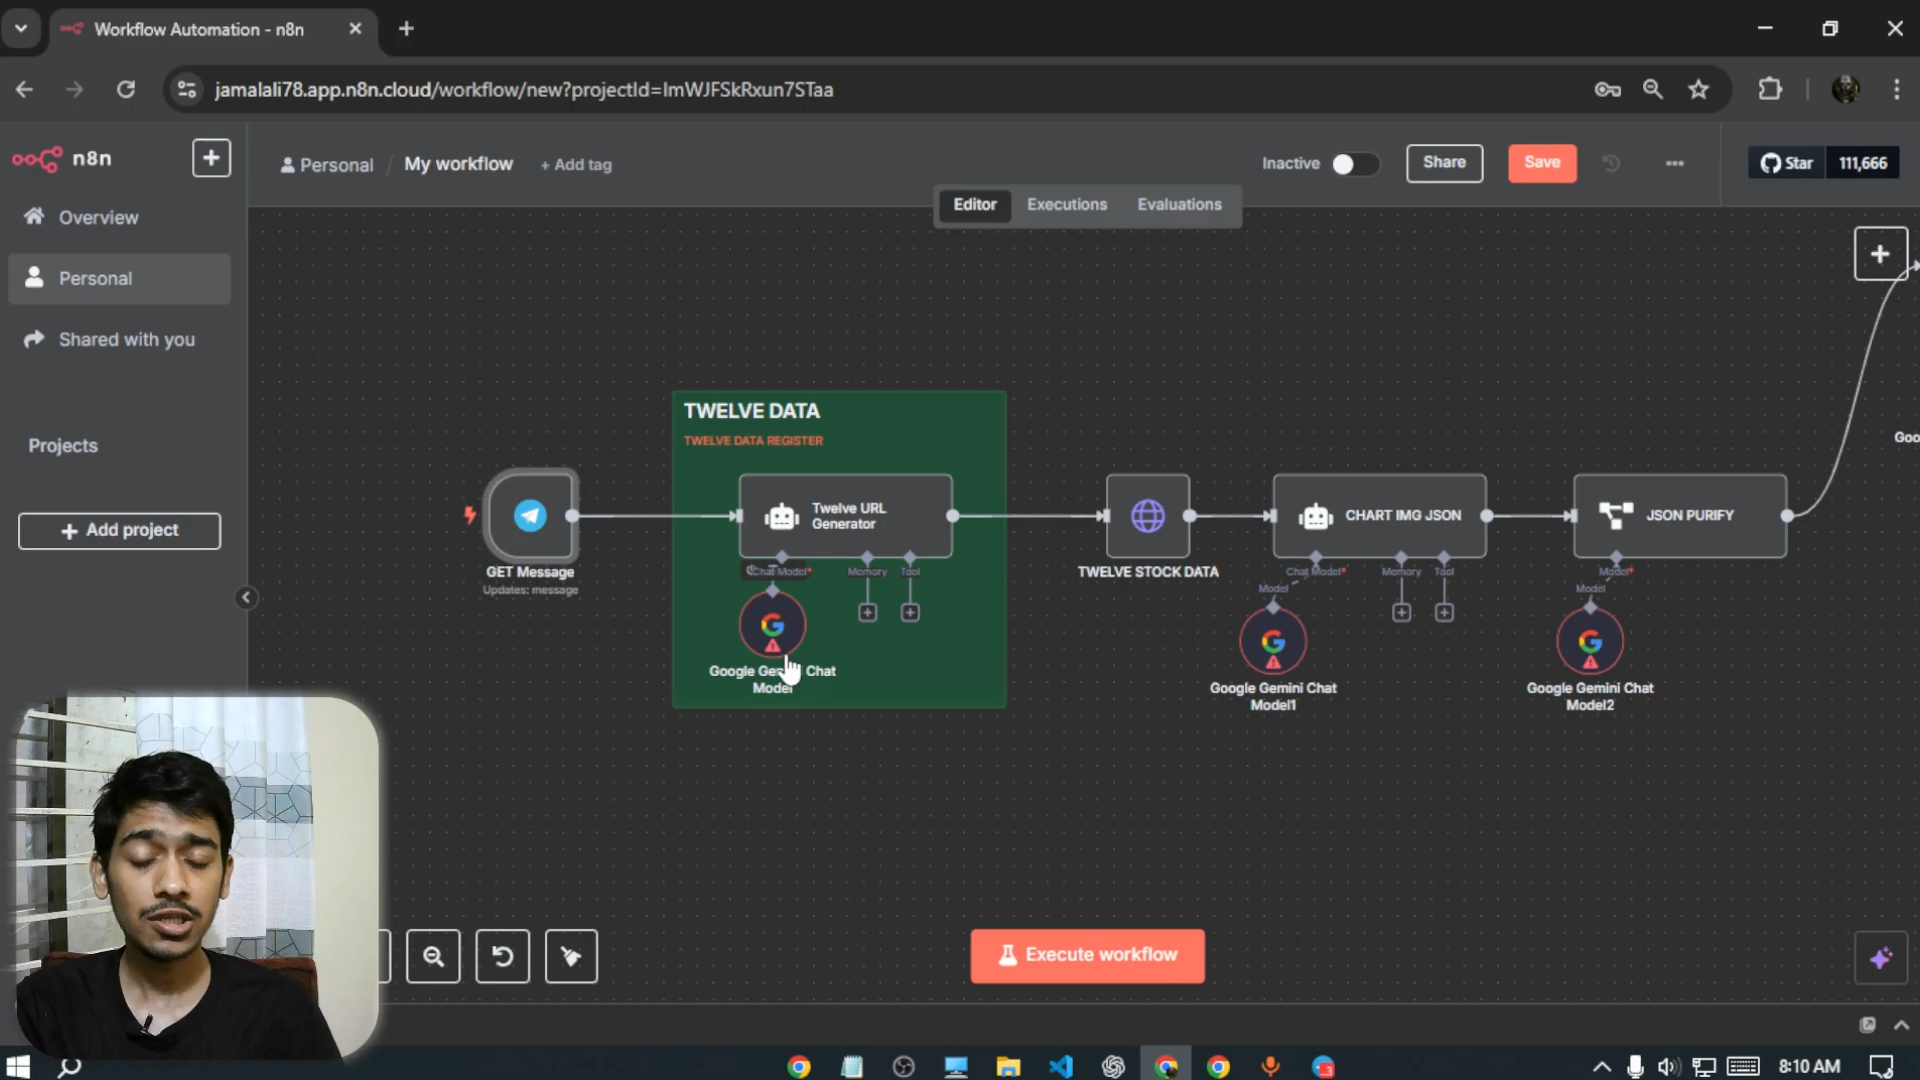 Workflow Automation - n8n
jamalali78.app.n8n.cloud/workflow/new?projectId=ImWJFSkRxun7STaa
n8n
Personal / My workflow + Add tag
Inactive
Share
Save
Star 111,666
Editor Executions Evaluations
Overview
Personal
Shared with you
Projects
+ Add project
TWELVE DATA
TWELVE DATA REGISTER
Twelve URL
Generator
CHART IMG JSON
JSON PURIFY
GET Message
Updates: message
Chat Model*
Memory
Tool
TWELVE STOCK DATA
Chat Model*
Memory
Tool
Model*
Model
Model
Google Chat
Model
Google Gemini Chat
Model1
Google Gemini Chat
Model2
Goo
Execute workflow
8:10 AM